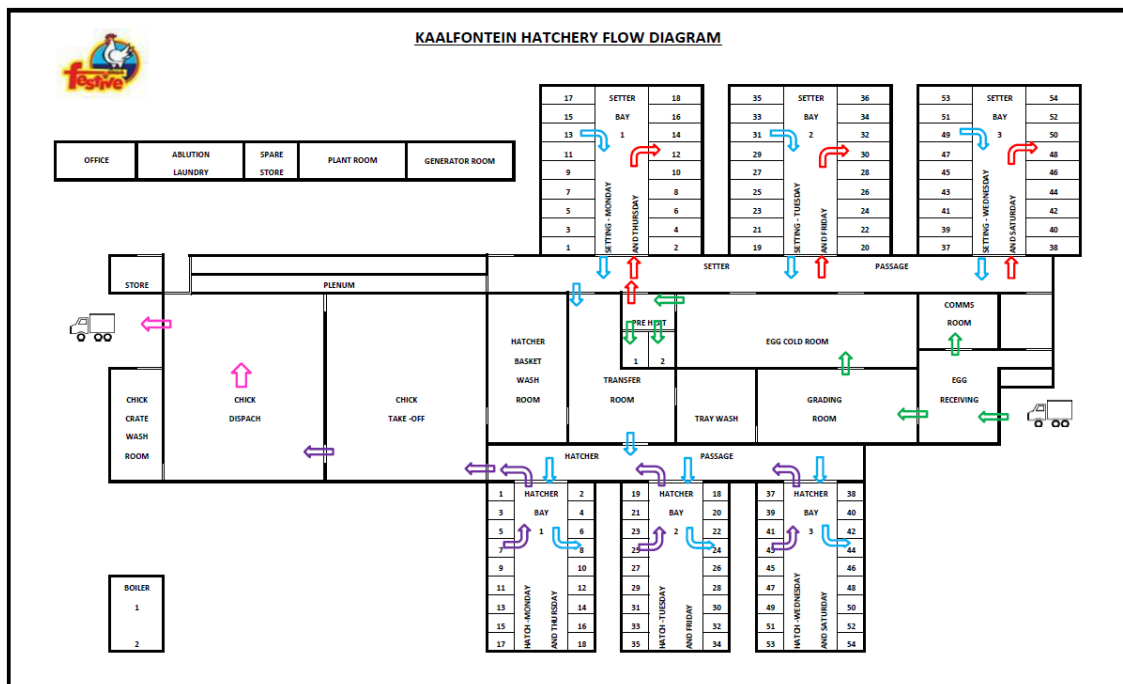 KAALFONTEIN HATCHERY FLOW DIAGRAM
festive
17 SETTER 18
15 BAY 16
13 1 14
11 12
9 10
7 8
5 6
3 4
1 2
SETTING - MONDAY
AND THURSDAY
35 SETTER 36
33 BAY 34
31 2 32
29 30
27 28
25 26
23 24
21 22
19 20
SETTING - TUESDAY
AND FRIDAY
53 SETTER 54
51 BAY 52
49 3 50
47 48
45 46
43 44
41 42
39 40
37 38
SETTING - WEDNESDAY
AND SATURDAY
OFFICE
ABLUTION
LAUNDRY
SPARE
STORE
PLANT ROOM
GENERATOR ROOM
SETTER PASSAGE
STORE
PLENUM
COMMS
ROOM
PRE HEAT
1 2
EGG COLD ROOM
HATCHER
BASKET
WASH
ROOM
TRANSFER
ROOM
TRAY WASH
GRADING
ROOM
EGG
RECEIVING
CHICK
CRATE
WASH
ROOM
CHICK
DISPACH
CHICK
TAKE -OFF
HATCHER PASSAGE
1 HATCHER 2
3 BAY 4
5 1 6
7 8
9 10
11 12
13 14
15 16
17 18
HATCH -MONDAY
AND THURSDAY
19 HATCHER 18
21 BAY 20
23 2 22
25 24
27 26
29 28
31 30
33 32
35 34
HATCH -TUESDAY
AND FRIDAY
37 HATCHER 38
39 BAY 40
41 3 42
43 44
45 46
47 48
49 50
51 52
53 54
HATCH -WEDNESDAY
AND SATURDAY
BOILER
1
2